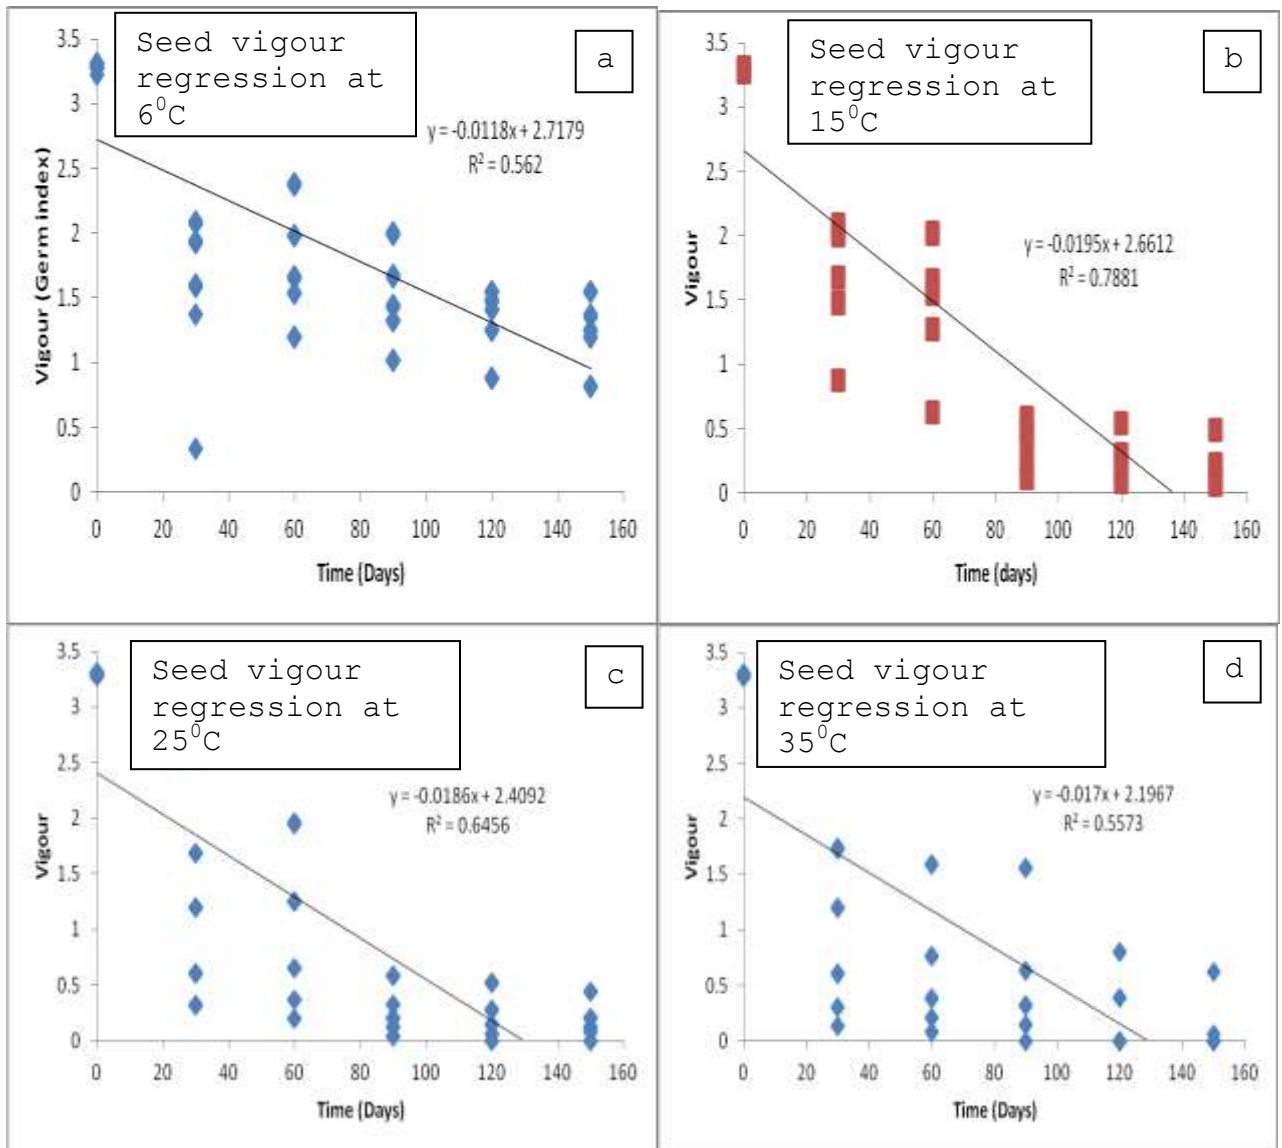 Seed vigour
regression at
6⁰C
a
y = -0.0118x + 2.7179
R² = 0.562
Vigour (Germ index)
3.5
3
2.5
2
1.5
1
0.5
0
0 20 40 60 80 100 120 140 160
Time (Days)
Seed vigour
regression at
15⁰C
b
y = -0.0195x + 2.6612
R² = 0.7881
Vigour
3.5
3
2.5
2
1.5
1
0.5
0
0 20 40 60 80 100 120 140 160
Time (days)
Seed vigour
regression at
25⁰C
c
y = -0.0186x + 2.4092
R² = 0.6456
Vigour
3.5
3
2.5
2
1.5
1
0.5
0
0 20 40 60 80 100 120 140 160
Time (Days)
Seed vigour
regression at
35⁰C
d
y = -0.017x + 2.1967
R² = 0.5573
Vigour
3.5
3
2.5
2
1.5
1
0.5
0
0 20 40 60 80 100 120 140 160
Time (Days)